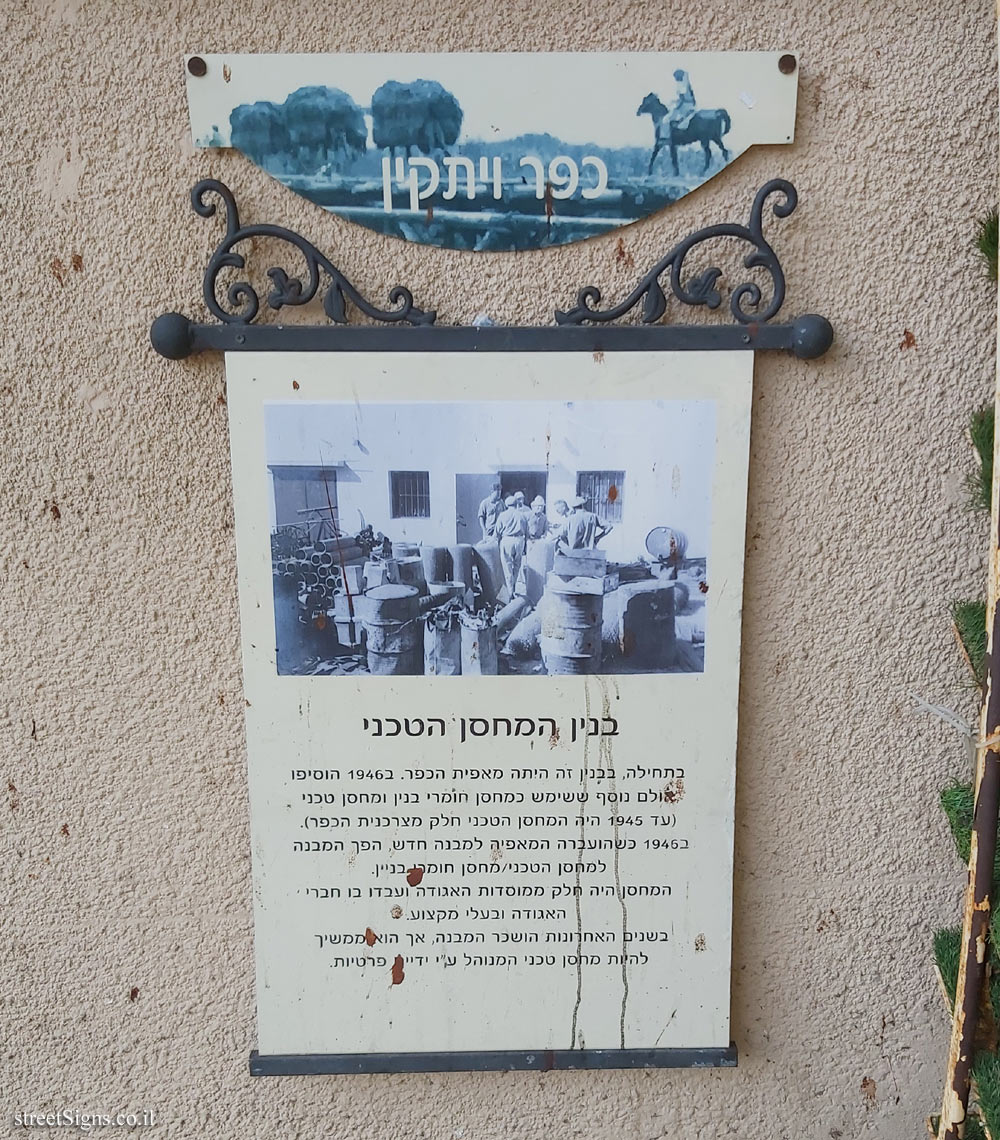 כפר ויתקין
בנין המחסן הטכני
בתחילה, בבנין זה היתה מאפית הכפר. ב1946 הוסיפו
אולם נוסף ששימש כמחסן חומרי בנין ומחסן טכני
(עד 1945 היה המחסן הטכני חלק מצרכנית הכפר).
ב1946 כשהועברה המאפיה למבנה חדש, הפך המבנה
למחסן הטכני/מחסן חומרי בניין.
המחסן היה חלק ממוסדות האגודה ועבדו בו חברי
האגודה ובעלי מקצוע.
בשנים האחרונות הושכר המבנה, אך הוא ממשיך
להיות מחסן טכני המנוהל ע"י ידיים פרטיות.
streetSigns.co.il